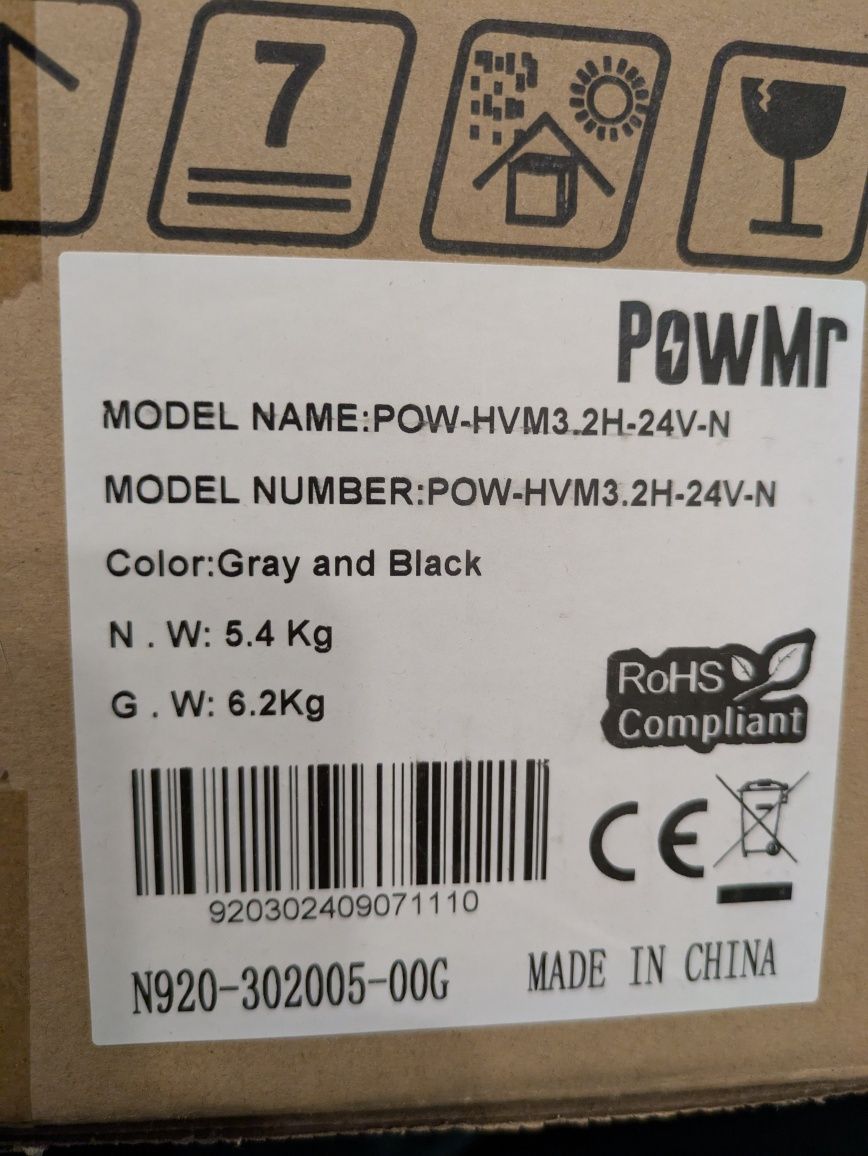 7
PowMr
MODEL NAME:POW-HVM3.2H-24V-N
MODEL NUMBER:POW-HVM3.2H-24V-N
Color:Gray and Black
N . W: 5.4 Kg
G . W: 6.2Kg
RoHS
Compliant
CE
920302409071110
N920-302005-00G
MADE IN CHINA